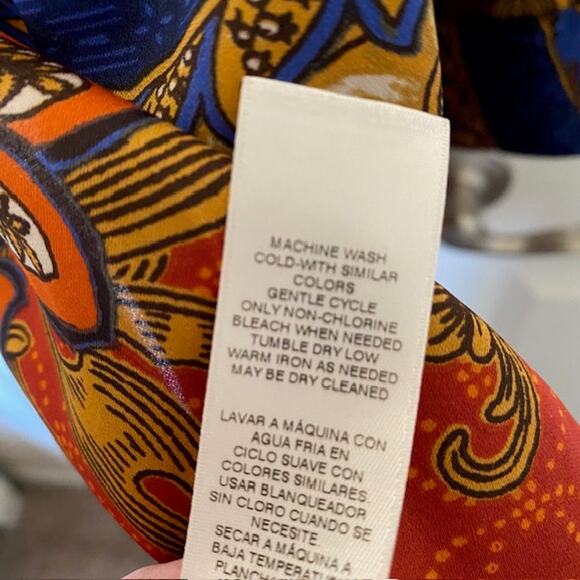 MACHINE WASH
COLD-WITH SIMILAR
COLORS
GENTLE CYCLE
ONLY NON-CHLORINE
BLEACH WHEN NEEDED
TUMBLE DRY LOW
WARM IRON AS NEEDED
MAY BE DRY CLEANED
LAVAR A MÁQUINA CON
AGUA FRIA EN
CICLO SUAVE CON
COLORES SIMILARES.
USAR BLANQUEADOR
SIN CLORO CUANDO SE
NECESITE.
SECAR A MÁQUINA A
BAJA TEMPERATURA